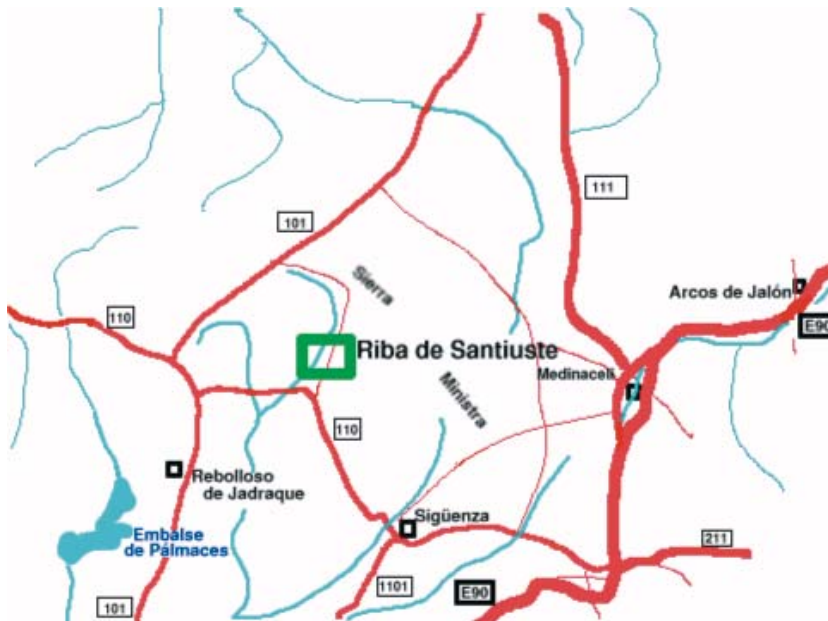 111
101
Sierra
Arcos de Jalón
110
E90
Riba de Santiuste
Medinaceli
Ministra
110
Rebolloso
de Jadraque
Sigüenza
Embalse
de Pálmaces
211
1101
E90
101